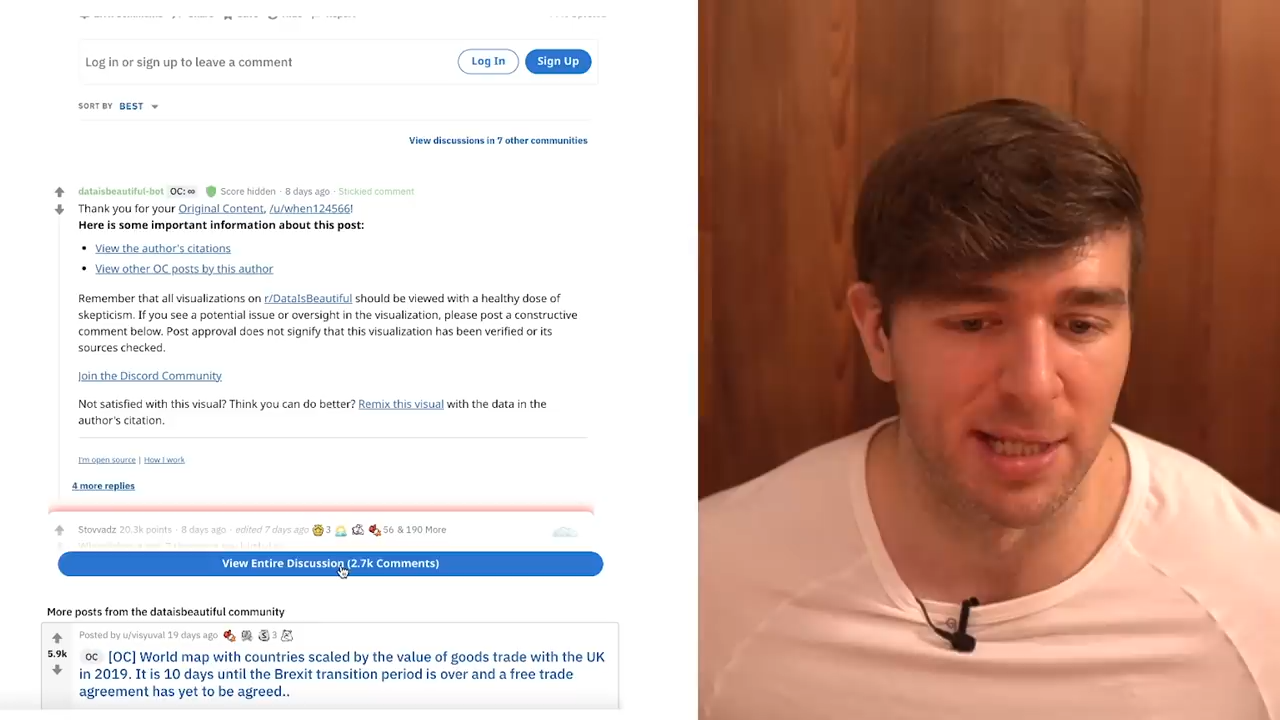 Log in or sign up to leave a comment
Log In
Sign Up
SORT BY BEST
View discussions in 7 other communities
dataisbeautiful-bot OC: ∞ Score hidden · 8 days ago · Stickied comment
Thank you for your Original Content, /u/when124566!
Here is some important information about this post:
• View the author's citations
• View other OC posts by this author
Remember that all visualizations on r/DataIsBeautiful should be viewed with a healthy dose of
skepticism. If you see a potential issue or oversight in the visualization, please post a constructive
comment below. Post approval does not signify that this visualization has been verified or its
sources checked.
Join the Discord Community
Not satisfied with this visual? Think you can do better? Remix this visual with the data in the
author's citation.
I'm open source | How I work
4 more replies
Stovvadz 20.3k points · 8 days ago · edited 7 days ago 3 56 & 190 More
View Entire Discussion (2.7k Comments)
More posts from the dataisbeautiful community
Posted by u/visyuval 19 days ago 3
5.9k
OC [OC] World map with countries scaled by the value of goods trade with the UK
in 2019. It is 10 days until the Brexit transition period is over and a free trade
agreement has yet to be agreed..